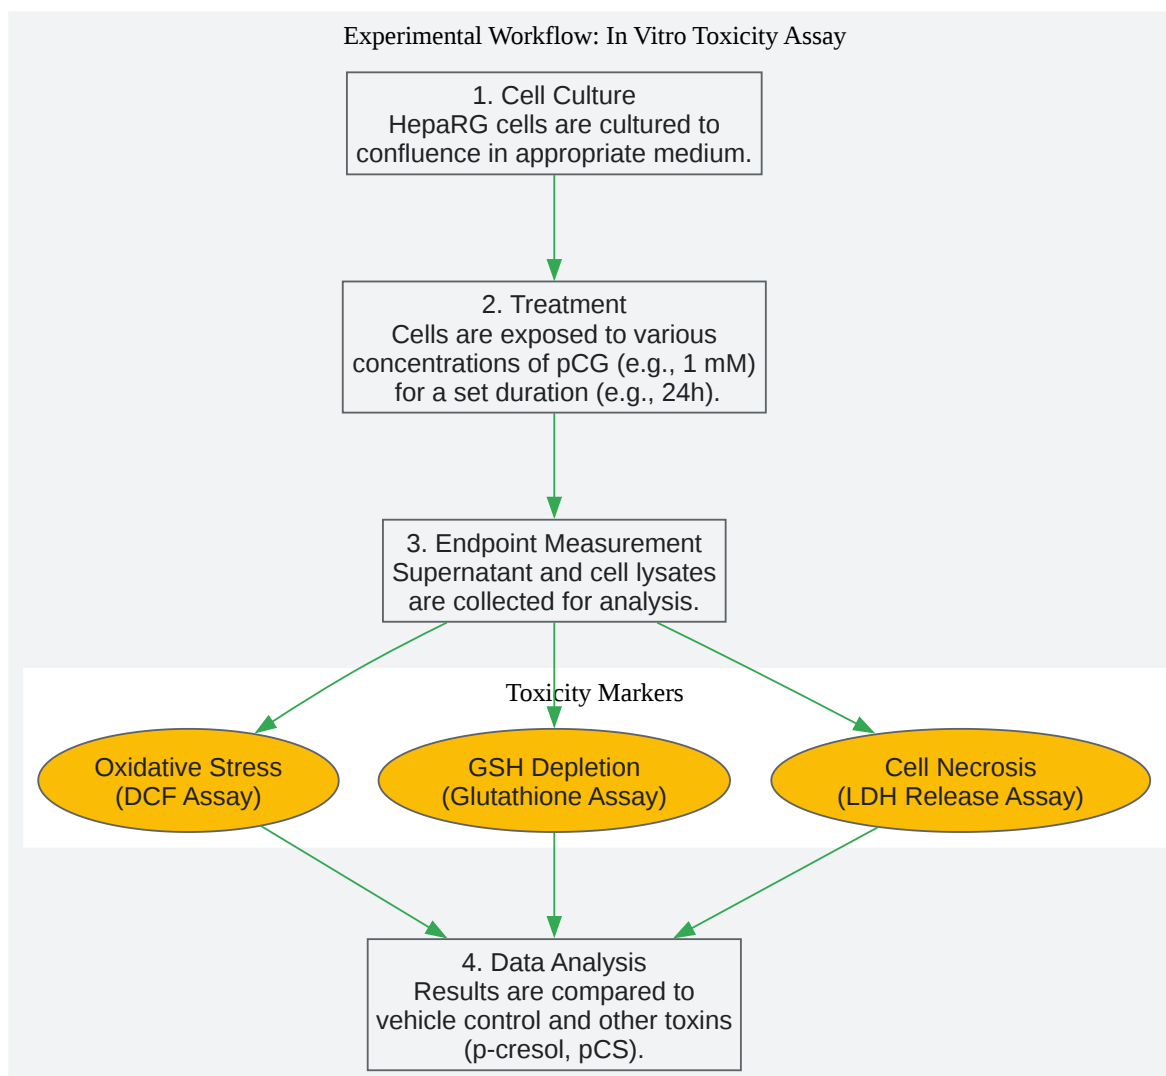 Experimental Workflow: In Vitro Toxicity Assay
1. Cell Culture
HepaRG cells are cultured to
confluence in appropriate medium.
2. Treatment
Cells are exposed to various
concentrations of pCG (e.g., 1 mM)
for a set duration (e.g., 24h).
3. Endpoint Measurement
Supernatant and cell lysates
are collected for analysis.
Toxicity Markers
Oxidative Stress
(DCF Assay)
GSH Depletion
(Glutathione Assay)
Cell Necrosis
(LDH Release Assay)
4. Data Analysis
Results are compared to
vehicle control and other toxins
(p-cresol, pCS).